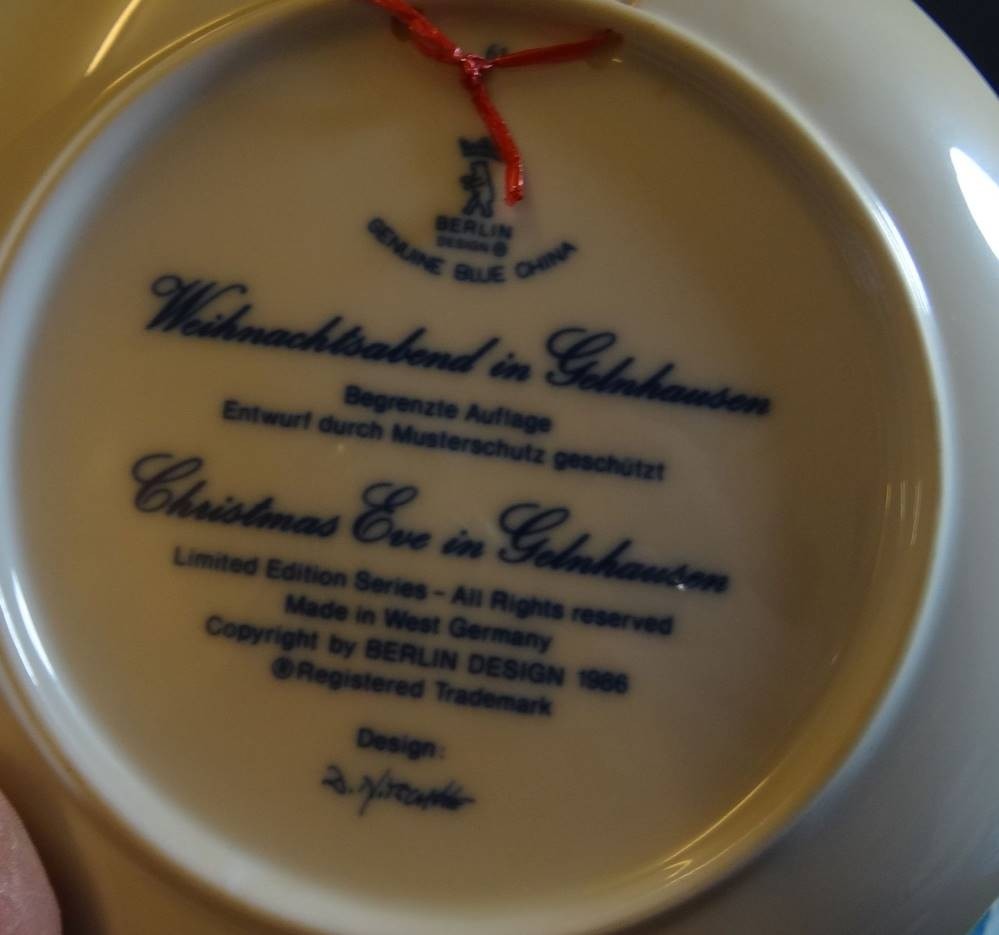 BERLIN
DESIGN ®
GENUINE BLUE CHINA
Weihnachtsabend in Gelnhausen
Begrenzte Auflage
Entwurf durch Musterschutz geschützt
Christmas Eve in Gelnhausen
Limited Edition Series - All Rights reserved
Made in West Germany
Copyright by BERLIN DESIGN 1986
®Registered Trademark
Design: